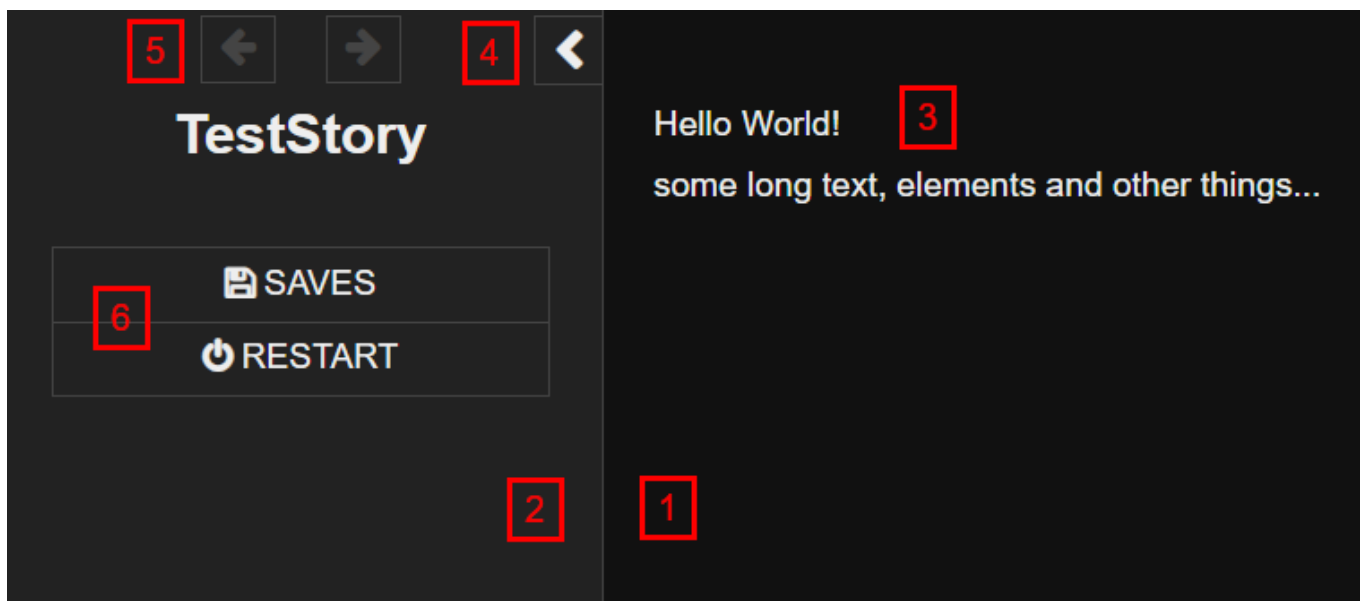 5
4
TestStory
Hello World!
3
some long text, elements and other things...
SAVES
6
RESTART
2
1